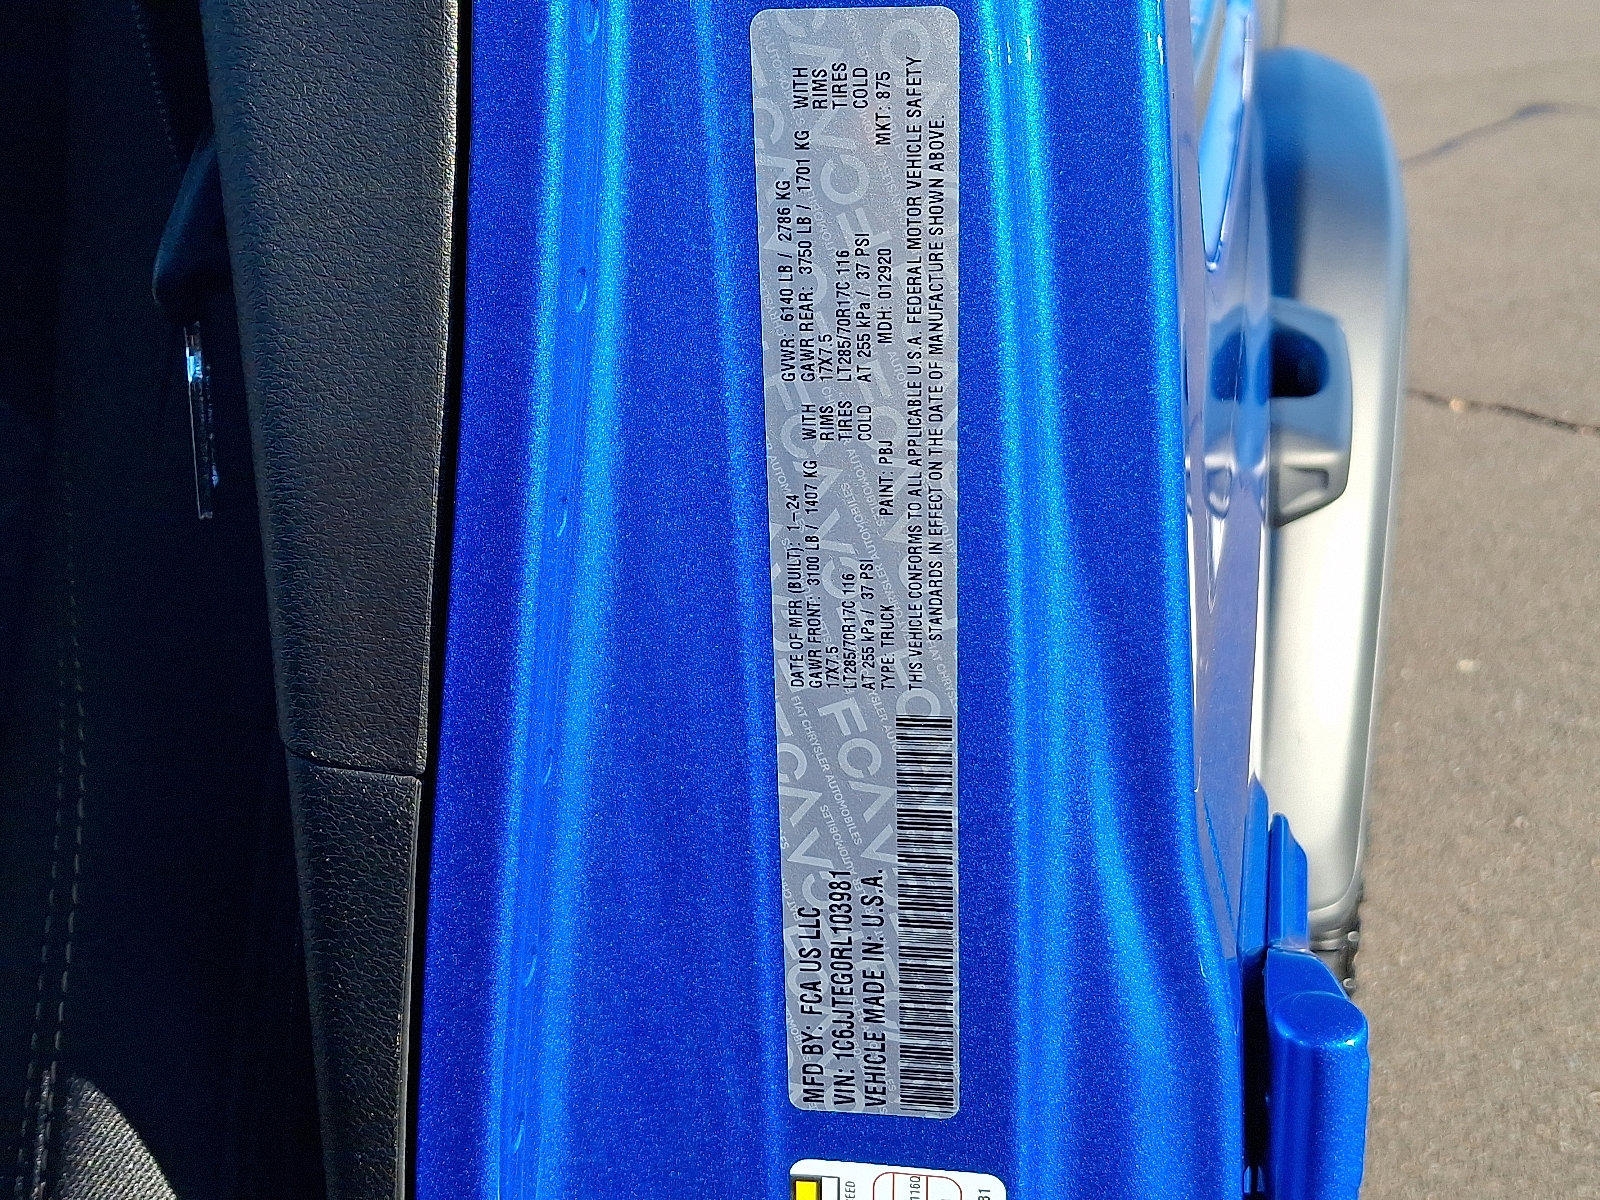 MFD BY: FCA US LLC
VIN: 1C6JJTEG0RL103981
VEHICLE MADE IN: U.S.A.
DATE OF MFR (BUILT): 1-24 GVWR: 6140 LB / 2786 KG
GAWR FRONT: 3100 LB / 1407 KG WITH GAWR REAR: 3750 LB / 1701 KG WITH
17X7.5 RIMS 17X7.5 RIMS
LT285/70R17C 116 TIRES LT285/70R17C 116 TIRES
AT 255 kPa / 37 PSI COLD AT 255 kPa / 37 PSI COLD
TYPE: TRUCK PAINT: PBJ MDH: 012920 MKT: 875
THIS VEHICLE CONFORMS TO ALL APPLICABLE U.S.A. FEDERAL MOTOR VEHICLE SAFETY
STANDARDS IN EFFECT ON THE DATE OF MANUFACTURE SHOWN ABOVE.